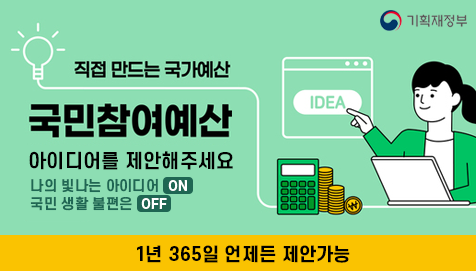 기획재정부
직접 만드는 국가예산
국민참여예산
IDEA
아이디어를 제안해주세요
나의 빛나는 아이디어 ON
국민 생활 불편은 OFF
₩
1년 365일 언제든 제안가능